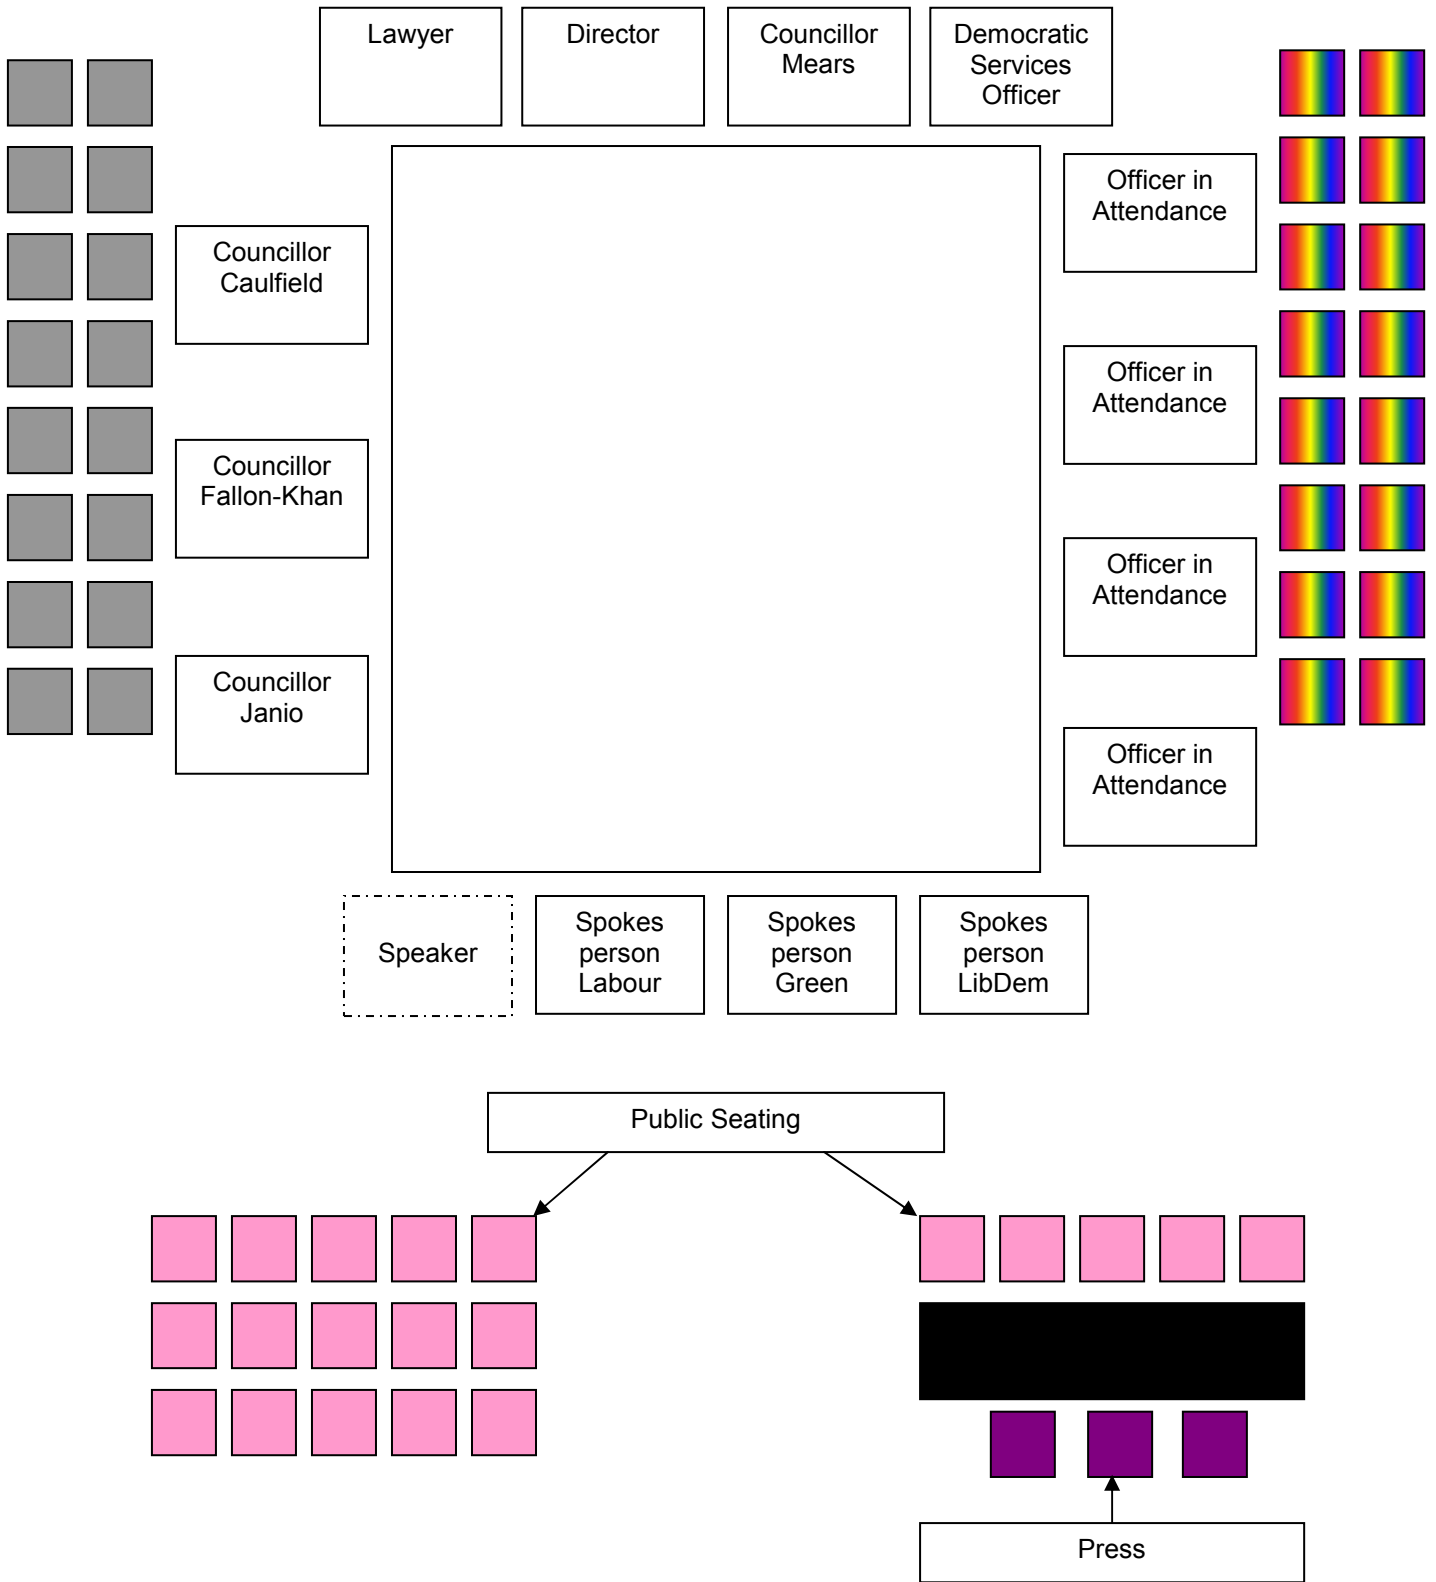 Lawyer
Director
Councillor
Mears
Democratic
Services
Officer
Officer in
Attendance
Councillor
Caulfield
Officer in
Attendance
Councillor
Fallon-Khan
Officer in
Attendance
Councillor
Janio
Officer in
Attendance
Speaker
Spokes
person
Labour
Spokes
person
Green
Spokes
person
LibDem
Public Seating
Press